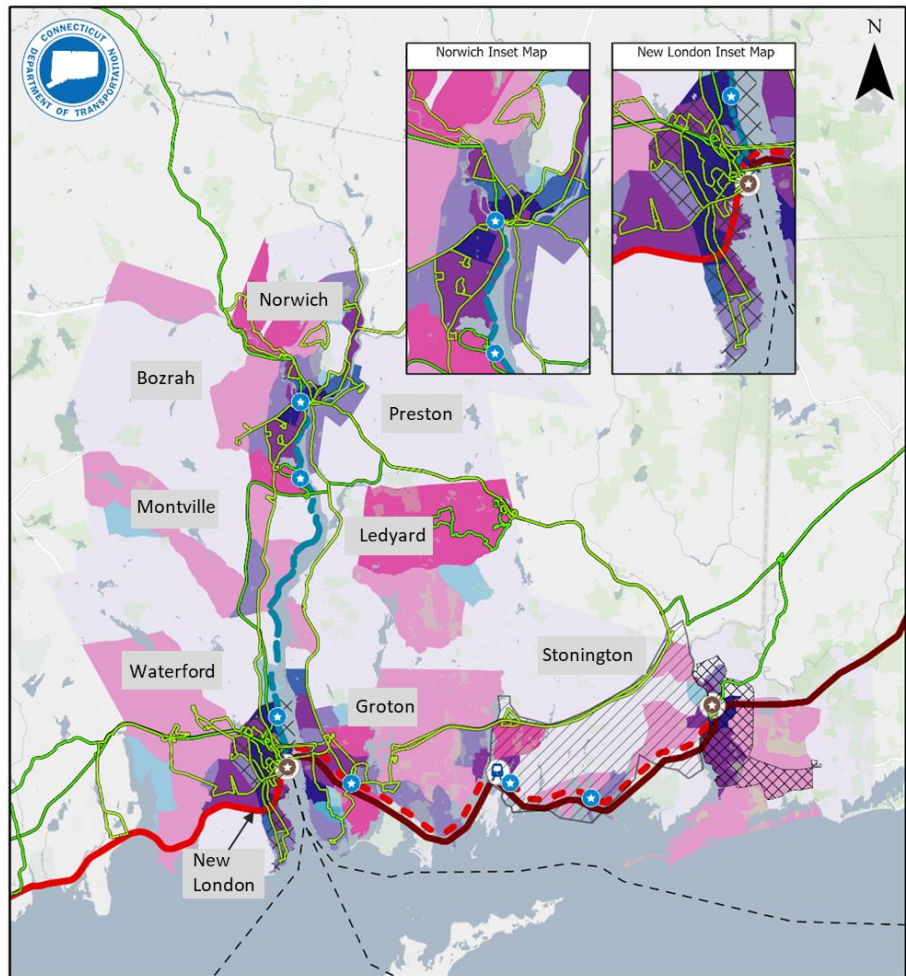 CONNECTICUT
DEPARTMENT OF TRANSPORTATION
Norwich Inset Map
New London Inset Map
N
Norwich
Bozrah
Preston
Montville
Ledyard
Waterford
Stonington
Groton
New
London